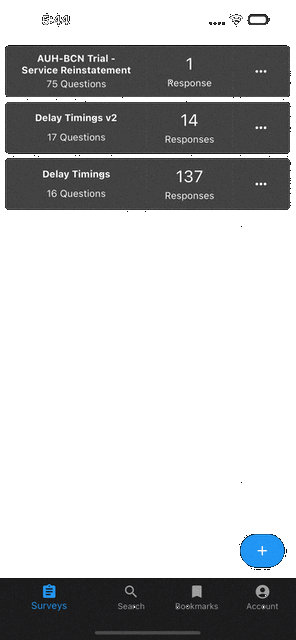 5:44
AUH-BCN Trial -
Service Reinstatement
75 Questions
1
Response
Delay Timings v2
17 Questions
14
Responses
Delay Timings
16 Questions
137
Responses
Surveys
Search
Bookmarks
Account